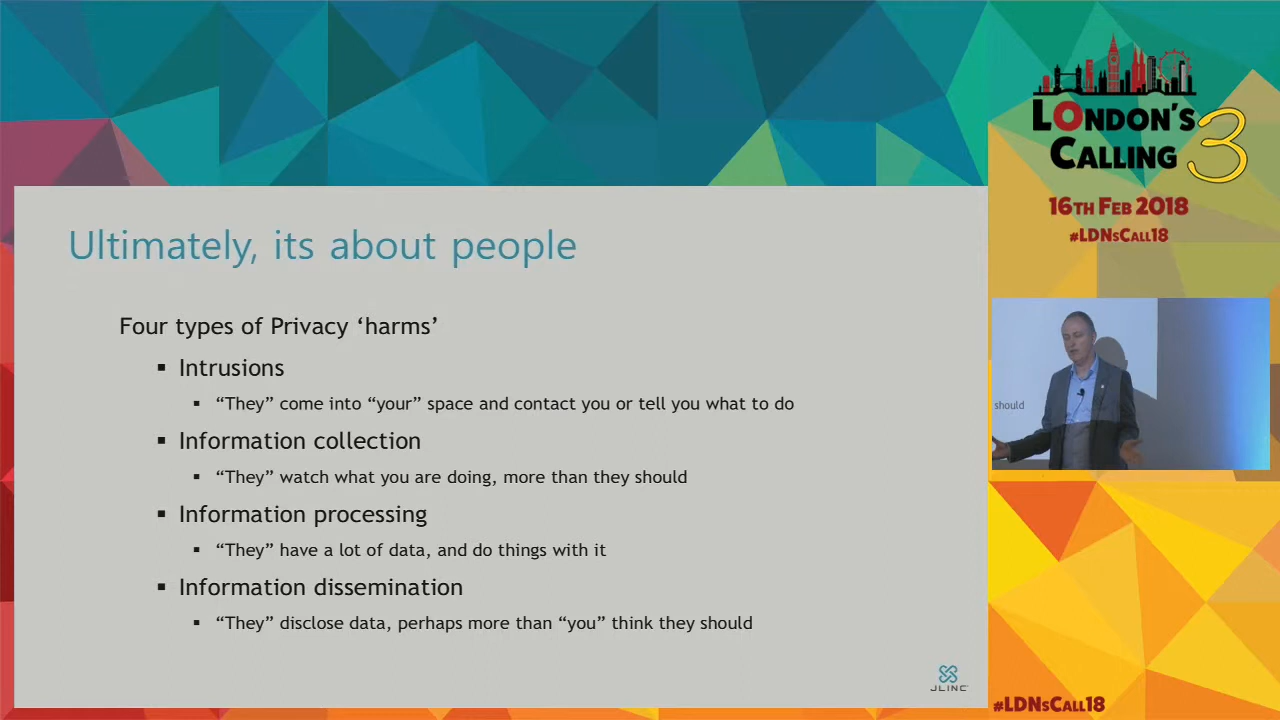 Ultimately, its about people
Four types of Privacy ‘harms’
▪ Intrusions
▪ “They” come into “your” space and contact you or tell you what to do
▪ Information collection
▪ “They” watch what you are doing, more than they should
▪ Information processing
▪ “They” have a lot of data, and do things with it
▪ Information dissemination
▪ “They” disclose data, perhaps more than “you” think they should
JLINC
LONDON'S
CALLING 3
16TH FEB 2018
#LDNSCALL18
should
#LDNSCALL18